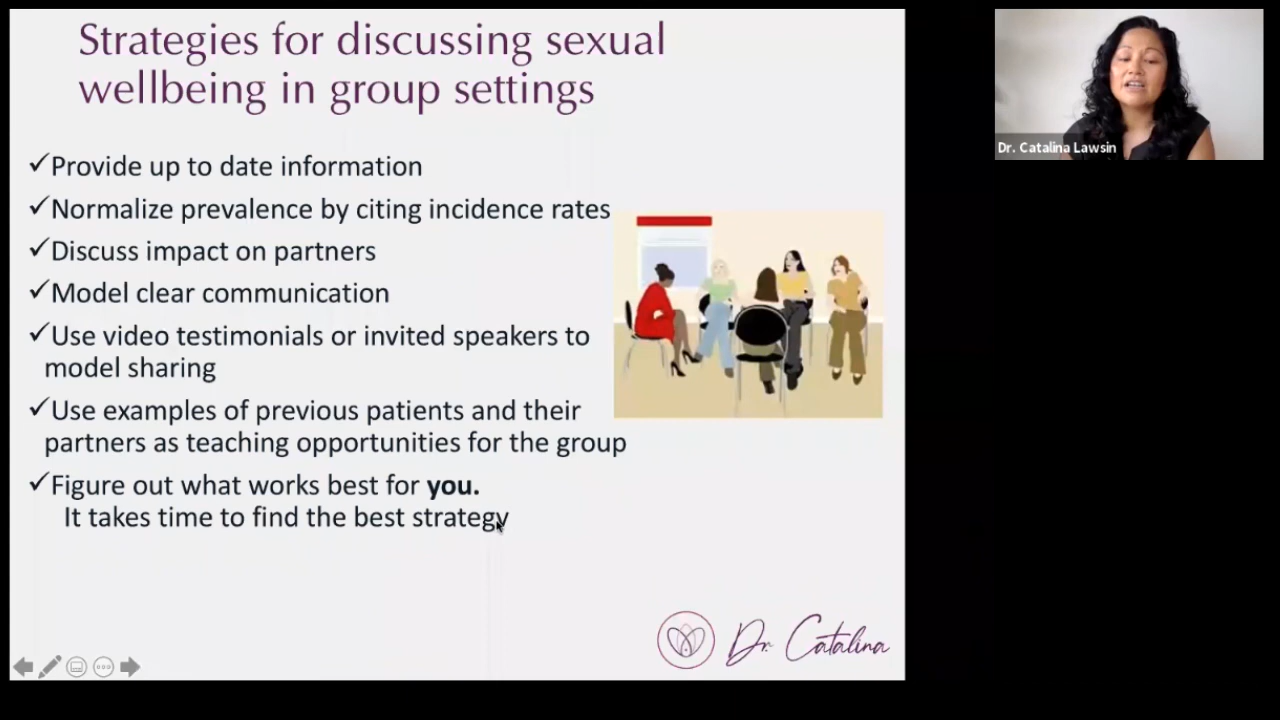 Strategies for discussing sexual
wellbeing in group settings
✓Provide up to date information
✓Normalize prevalence by citing incidence rates
✓Discuss impact on partners
✓Model clear communication
✓Use video testimonials or invited speakers to
model sharing
✓Use examples of previous patients and their
partners as teaching opportunities for the group
✓Figure out what works best for you.
It takes time to find the best strategy
Dr. Catalina
Dr. Catalina Lawsin